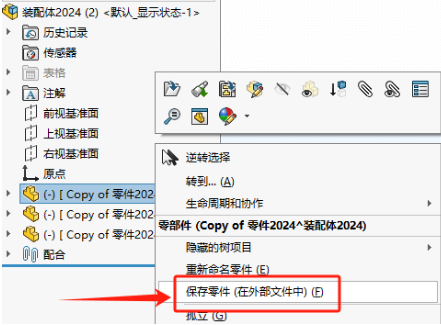 装配体2024 (2) <默认_显示状态-1>
历史记录
传感器
表格
注解
前视基准面
上视基准面
右视基准面
原点
(-) [ Copy of 零件202
(-) [ Copy of 零件202
(-) [ Copy of 零件202
配合
逆转选择
转到... (A)
生命周期和协作
零部件 (Copy of 零件2024^装配体2024)
隐藏的树项目
重新命名零件 (E)
保存零件 (在外部文件中) (F)
孤立 (G)